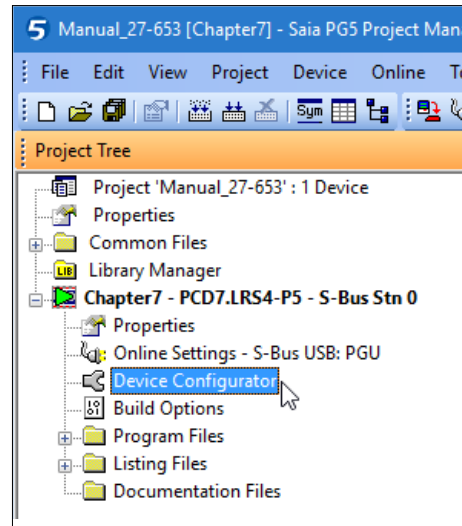 5 Manual_27-653 [Chapter7] - Saia PG5 Project Man
File Edit View Project Device Online T
Sym
Project Tree
Project 'Manual_27-653' : 1 Device
Properties
Common Files
LIB Library Manager
Chapter7 - PCD7.LRS4-P5 - S-Bus Stn 0
Properties
Online Settings - S-Bus USB: PGU
Device Configurator
Build Options
Program Files
Listing Files
Documentation Files